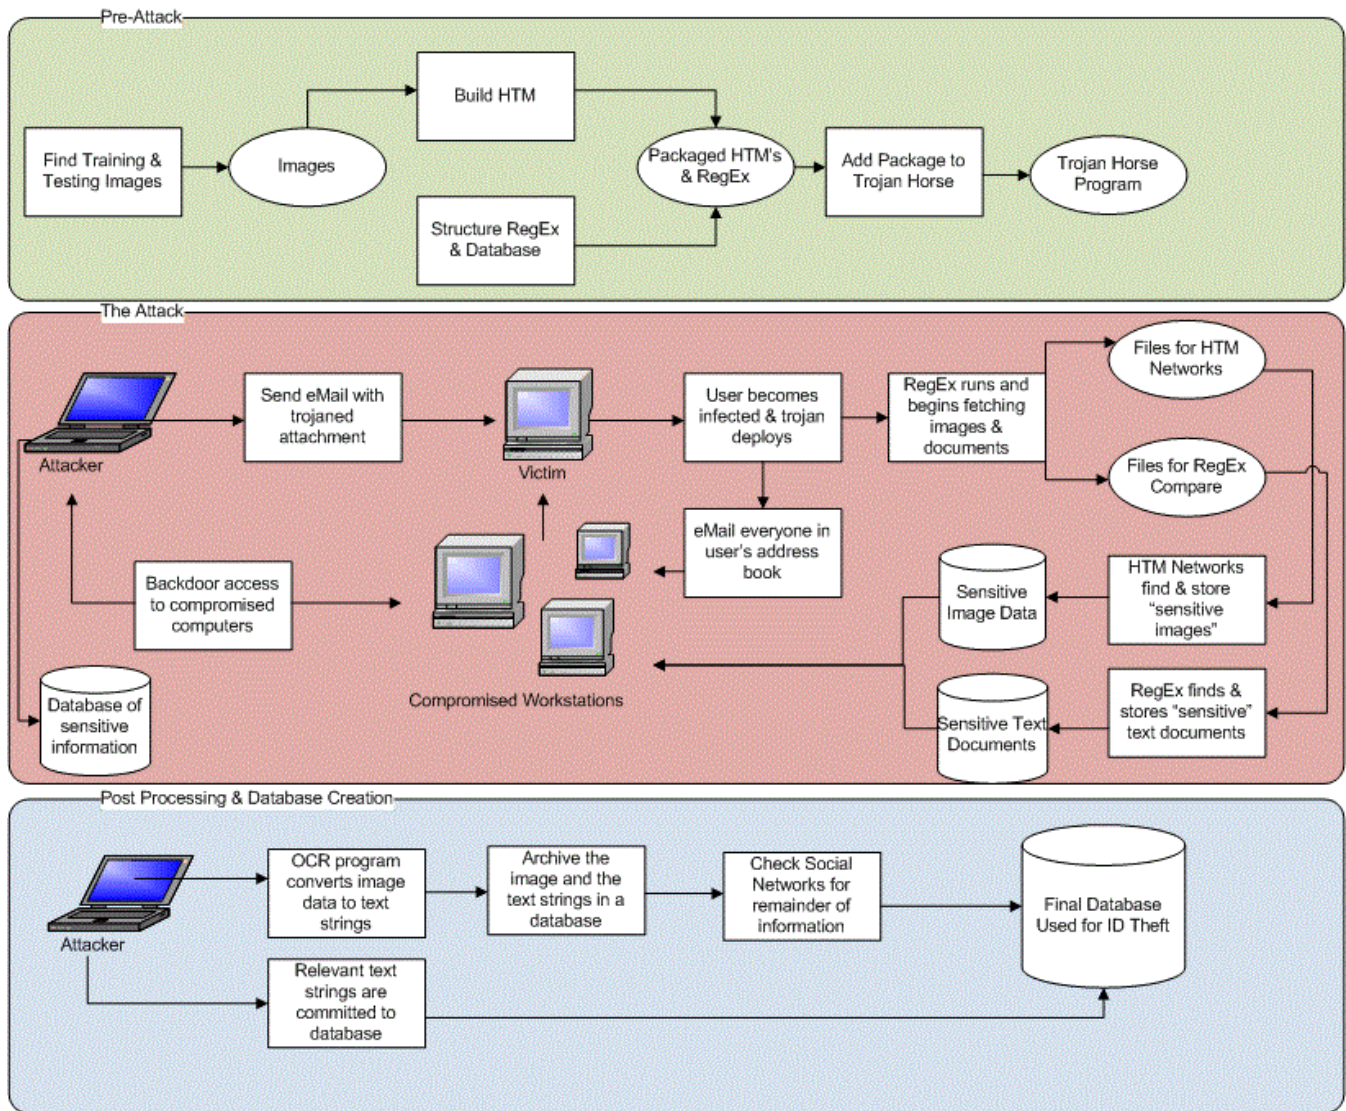 Pre-Attack
Build HTM
Find Training &
Testing Images
Images
Packaged HTM's
& RegEx
Add Package to
Trojan Horse
Trojan Horse
Program
Structure RegEx
& Database
The Attack
Attacker
Send eMail with
trojaned
attachment
Victim
User becomes
infected & trojan
deploys
RegEx runs and
begins fetching
images &
documents
Files for HTM
Networks
Files for RegEx
Compare
eMail everyone in
user's address
book
Backdoor access
to compromised
computers
Compromised Workstations
Sensitive
Image Data
HTM Networks
find & store
"sensitive
images"
Sensitive Text
Documents
RegEx finds &
stores "sensitive"
text documents
Database of
sensitive
information
Post Processing & Database Creation
Attacker
OCR program
converts image
data to text
strings
Archive the
image and the
text strings in a
database
Check Social
Networks for
remainder of
information
Final Database
Used for ID Theft
Relevant text
strings are
committed to
database